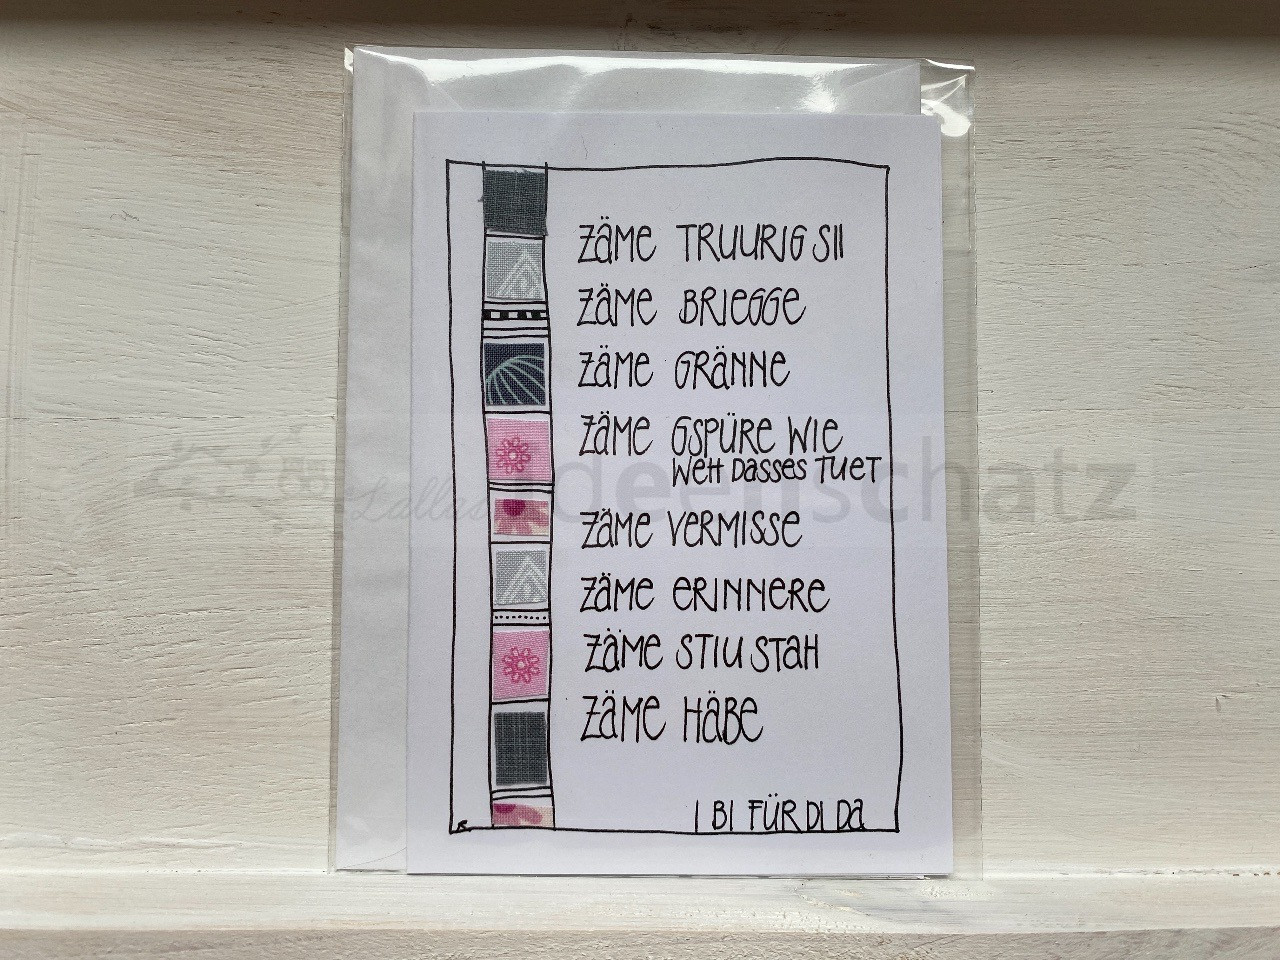 ZÄME TRUURIG SII
ZÄME BRIEGGE
ZÄME GRÄNNE
ZÄME GSPÜRE WIE
WEH DASSES TUET
ZÄME VERMISSE
ZÄME ERINNERE
ZÄME STIU STAH
ZÄME HÄBE
I BI FÜR DI DA
Lallas ideenschatz